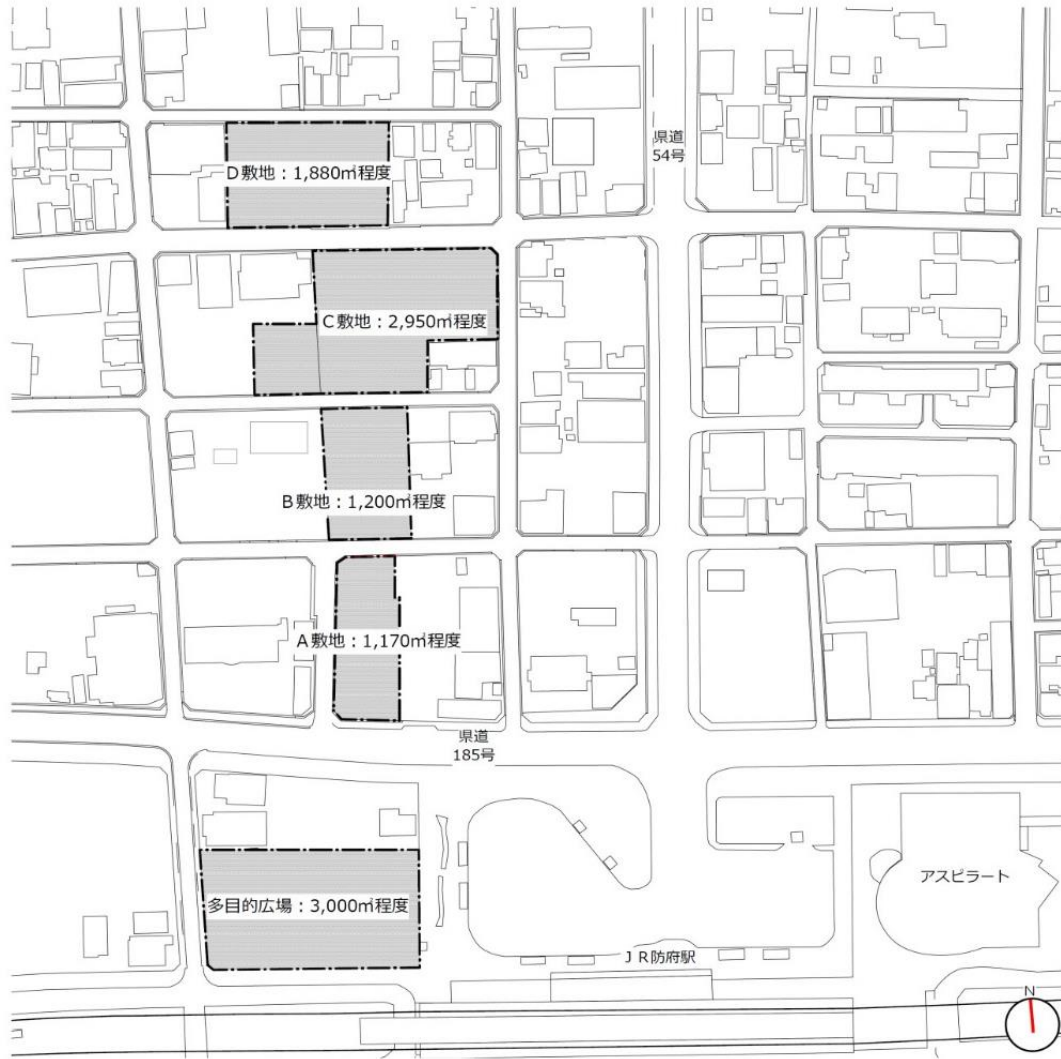 県道
54号
D敷地：1,880㎡程度
C敷地：2,950㎡程度
B敷地：1,200㎡程度
A敷地：1,170㎡程度
県道
185号
アスピラート
多目的広場：3,000㎡程度
JR防府駅
N